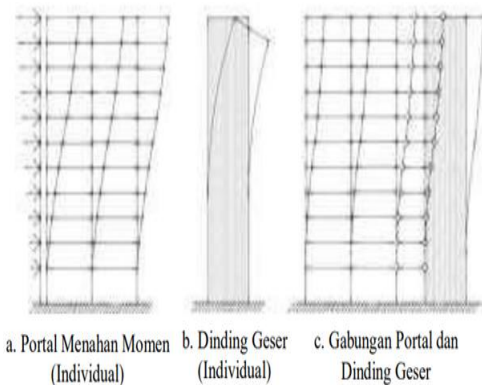 a. Portal Menahan Momen
(Individual)
b. Dinding Geser
(Individual)
c. Gabungan Portal dan
Dinding Geser